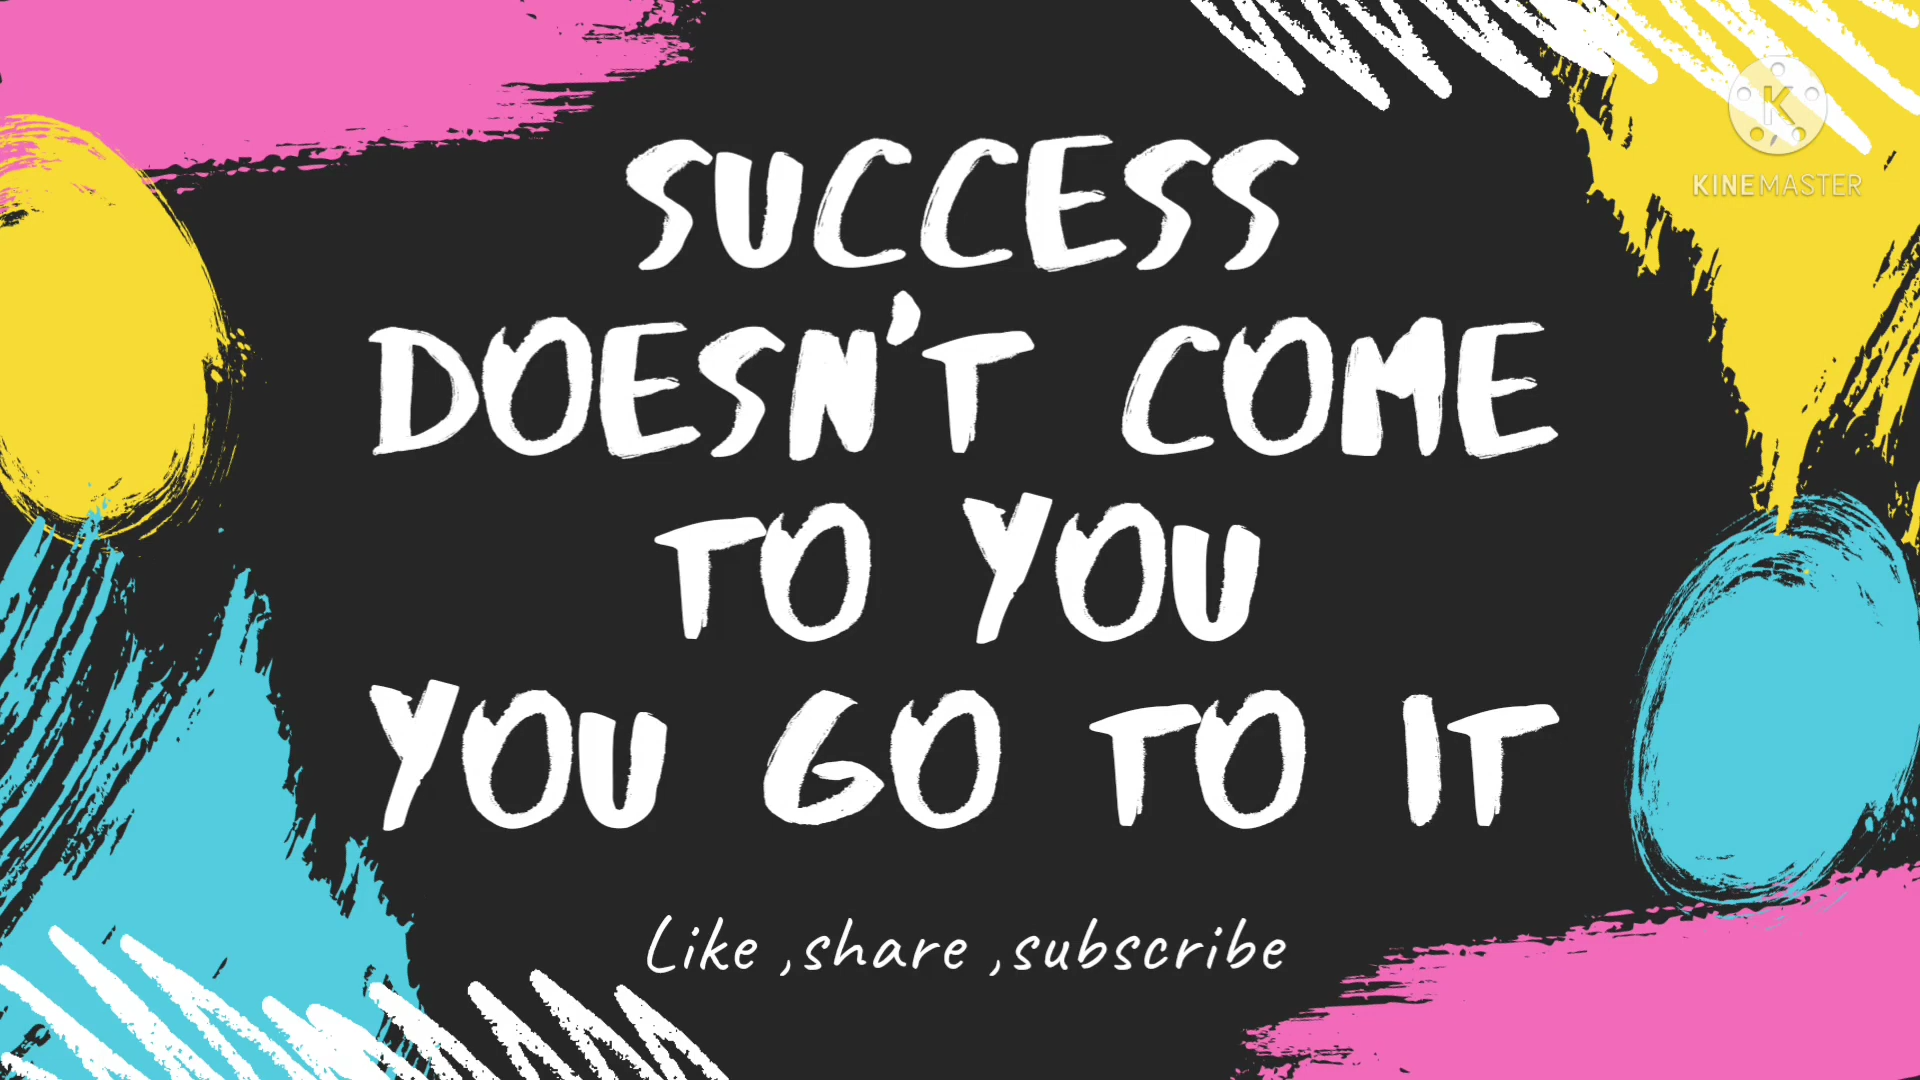 K
KINEMASTER
SUCCESS
DOESN'T COME
TO YOU
YOU GO TO IT
Like ,share ,subscribe